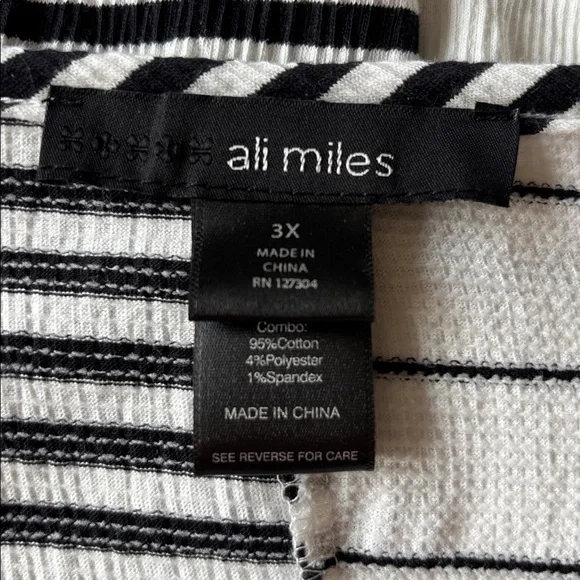 ali miles
3X
MADE IN
CHINA
RN 127304
Combo:
95%Cotton
4%Polyester
1%Spandex
MADE IN CHINA
SEE REVERSE FOR CARE